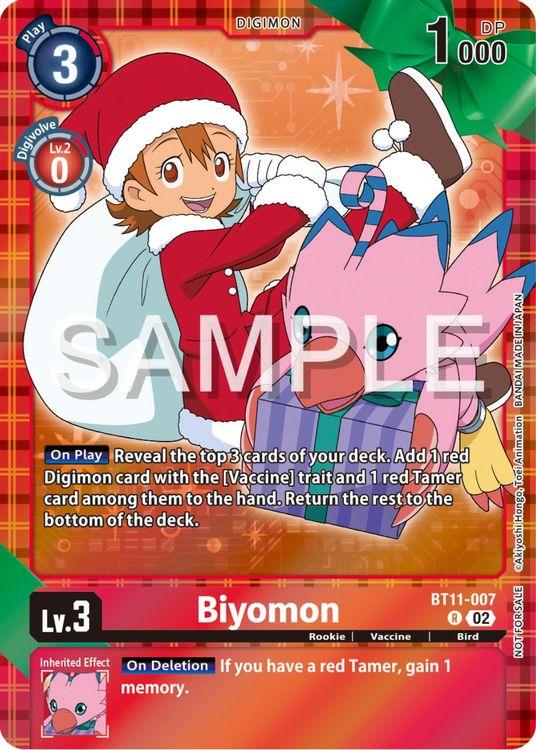 Play
3
DIGIMON
DP
1000
Digivolve
Lv.2
0
SAMPLE
On Play Reveal the top 3 cards of your deck. Add 1 red
Digimon card with the [Vaccine] trait and 1 red Tamer
card among them to the hand. Return the rest to the
bottom of the deck.
NOT FOR SALE ©Akiyoshi Hongo, Toei Animation BANDAI MADE IN JAPAN
Lv.3
Biyomon
BT11-007
R 02
Rookie | Vaccine | Bird
Inherited Effect
On Deletion If you have a red Tamer, gain 1
memory.